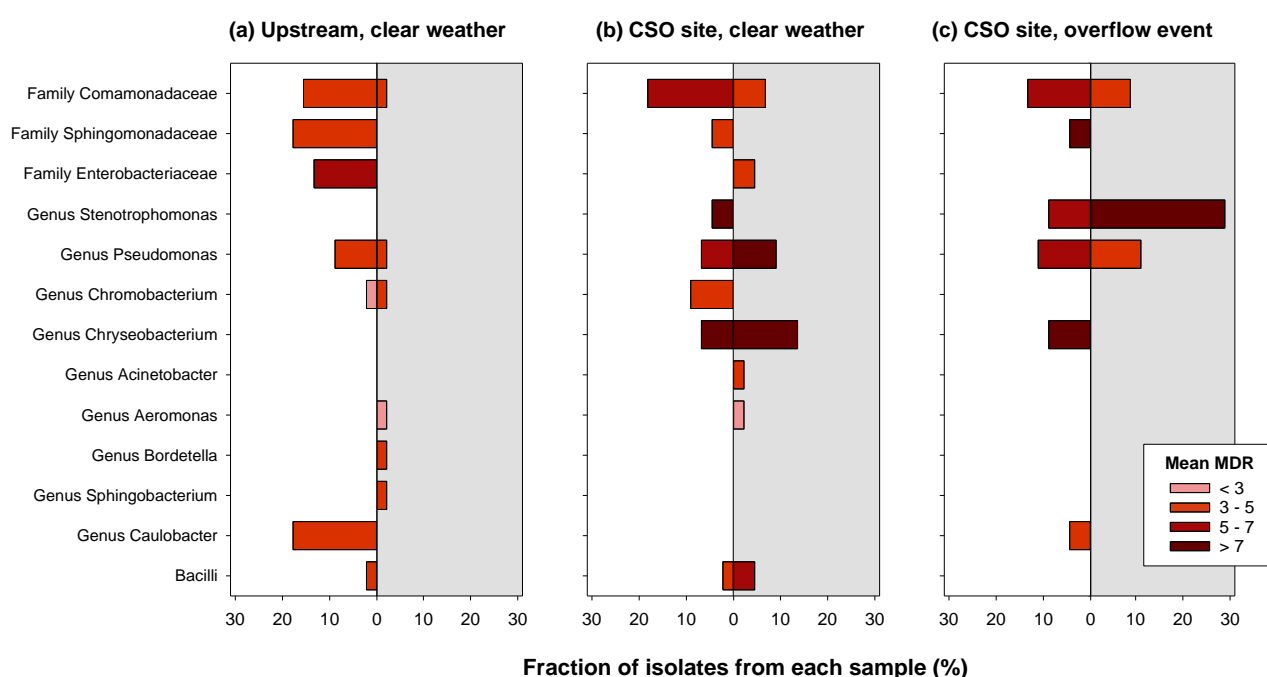 (a) Upstream, clear weather
(b) CSO site, clear weather
(c) CSO site, overflow event
Family Comamonadaceae
Family Sphingomonadaceae
Family Enterobacteriaceae
Genus Stenotrophomonas
Genus Pseudomonas
Genus Chromobacterium
Genus Chryseobacterium
Genus Acinetobacter
Genus Aeromonas
Genus Bordetella
Genus Sphingobacterium
Genus Caulobacter
Bacilli
Mean MDR
< 3
3 - 5
5 - 7
> 7
30 20 10 0 10 20 30
30 20 10 0 10 20 30
30 20 10 0 10 20 30
Fraction of isolates from each sample (%)